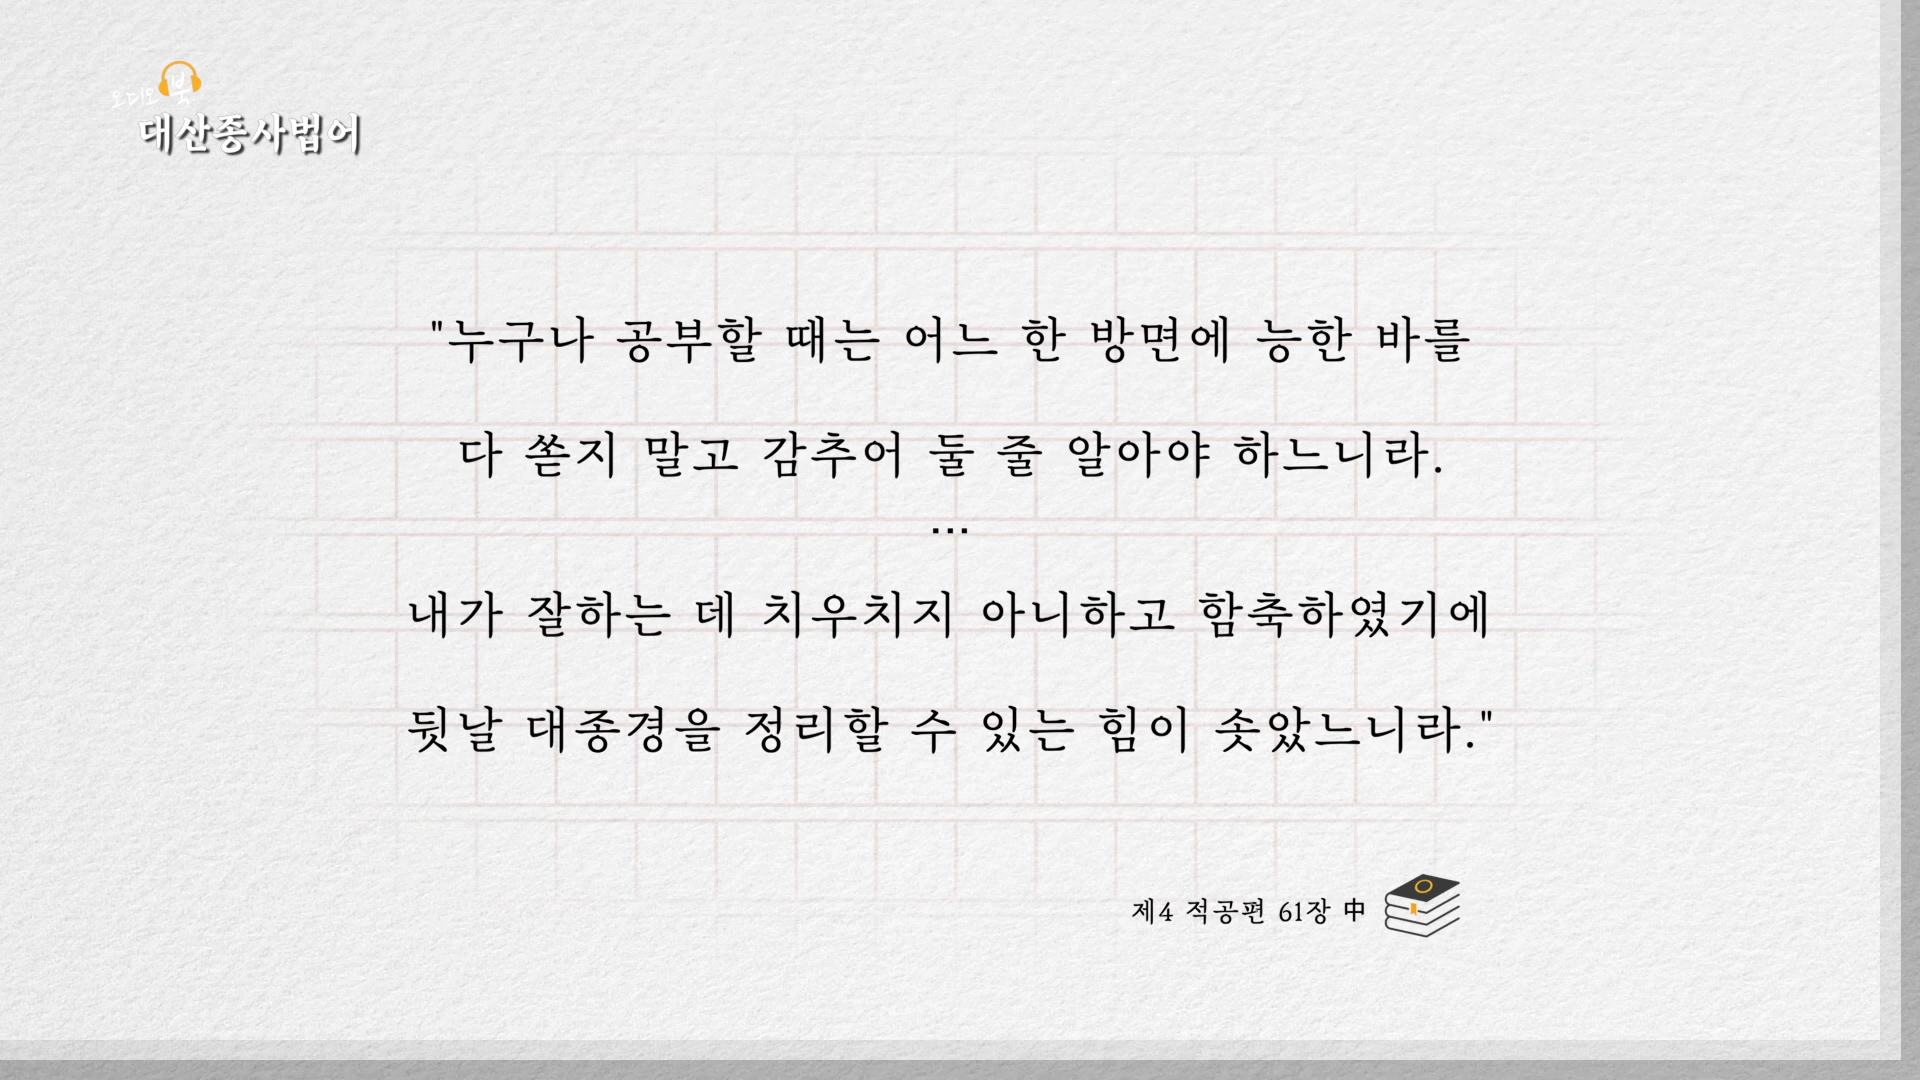 오디오 북
대산종사법어
"누구나 공부할 때는 어느 한 방면에 능한 바를
다 쏟지 말고 감추어 둘 줄 알아야 하느니라.
...
내가 잘하는 데 치우치지 아니하고 함축하였기에
뒷날 대종경을 정리할 수 있는 힘이 솟았느니라."
제4 적공편 61장 中